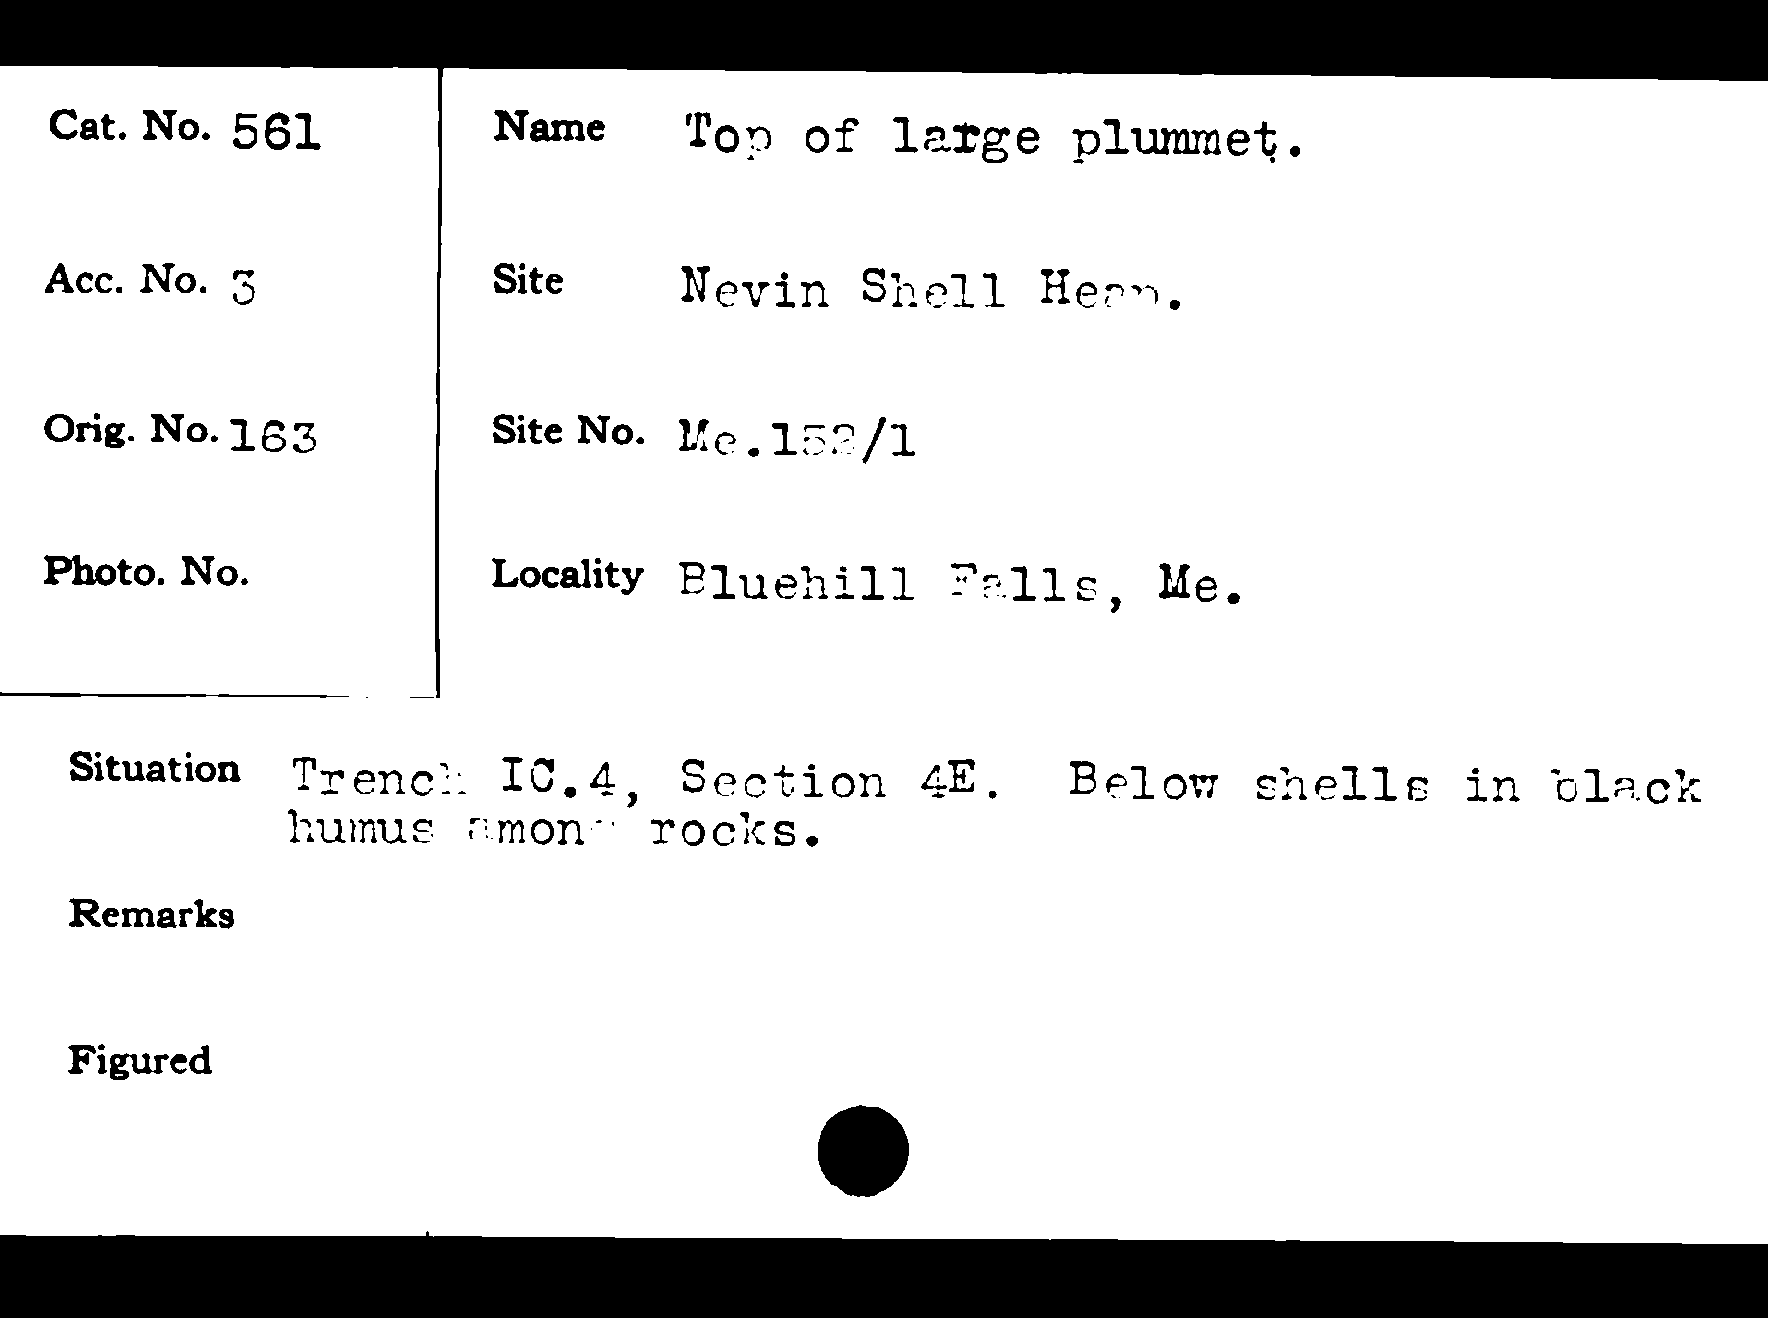 Cat. No. 561
Name Top of large plummet.
Acc. No. 3
Site Nevin Shell Heap.
Orig. No. 163
Site No. Me.152/1
Photo. No.
Locality Bluehill Falls, Me.
Situation Trench IC.4, Section 4E. Below shells in black
humus among rocks.
Remarks
Figured